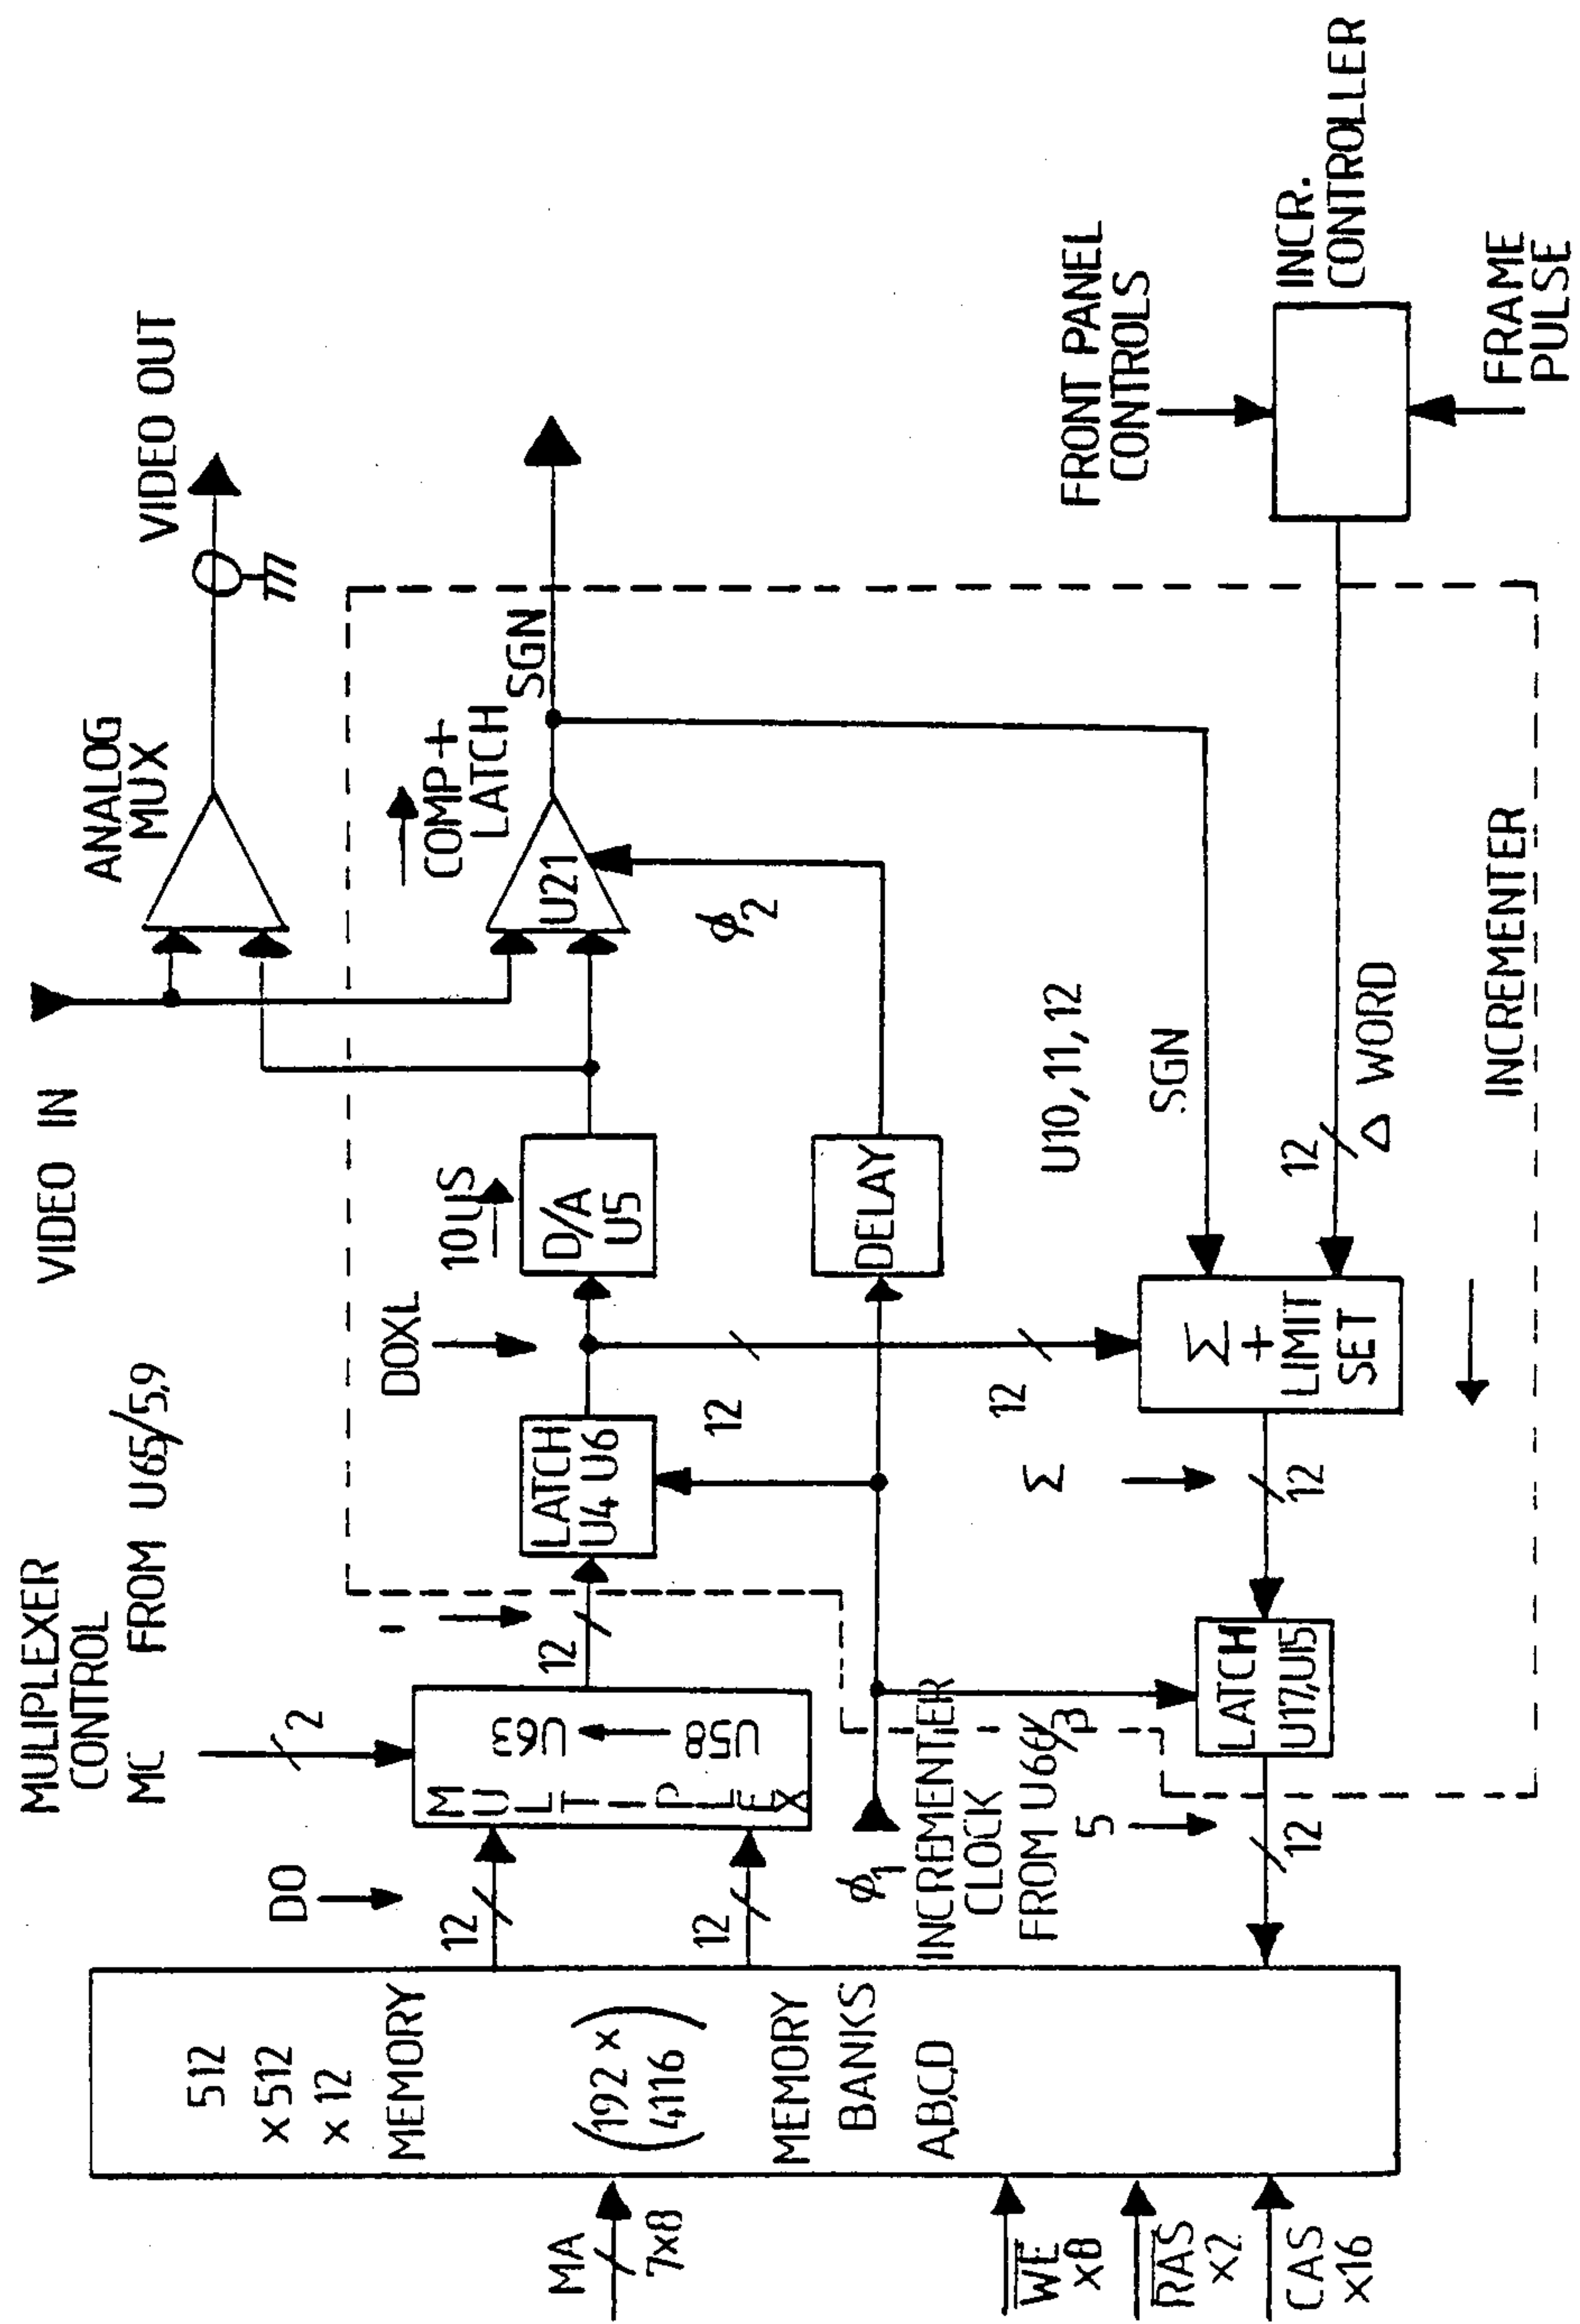 MULIPLEXER
CONTROL
MC FROM U65/5,9
VIDEO IN
ANALOG
MUX
VIDEO OUT
DO
2
12
12
MULTIPLEX
U58
U63
12
LATCH
U4 U6
DOXL
10US
D/A
U5
U21
COMP+
LATCH
SGN
ϕ2
DELAY
12
12
512
x512
x12
MEMORY
(192 x
4116)
MEMORY
BANKS
A,B,C,D
MA
7x8
WE
x8
RAS
x2
CAS
x16
ϕ1
INCREMENTER
CLOCK
FROM U66/3
5
12
LATCH
U17,U15
Σ
12
Σ
+
LIMIT
SET
U10,11,12
SGN
12
Δ WORD
INCREMENTER
FRONT PANEL
CONTROLS
INCR.
CONTROLLER
FRAME
PULSE